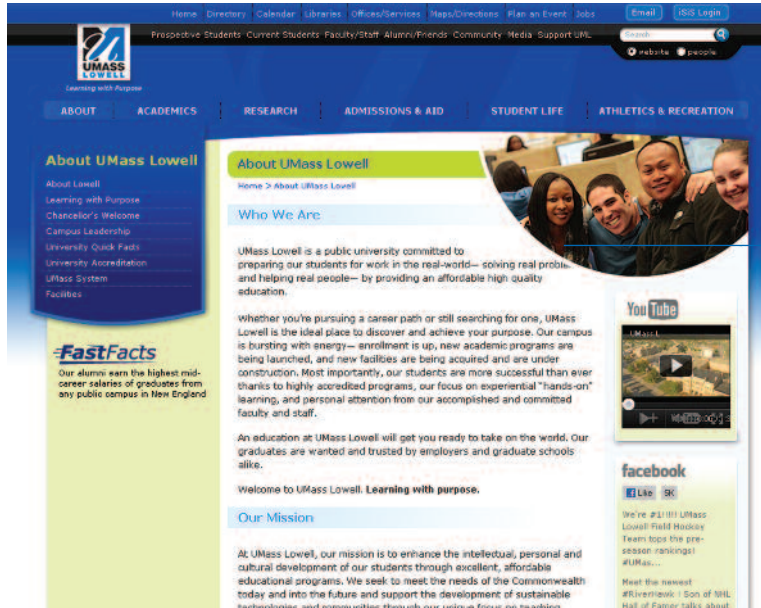 Home Directory Calendar Libraries Offices/Services Maps/Directions Plan an Event Jobs Email iSiS Login
Prospective Students Current Students Faculty/Staff Alumni/Friends Community Media Support UML Search
website people
UMASS
LOWELL
Learning with Purpose
ABOUT ACADEMICS RESEARCH ADMISSIONS & AID STUDENT LIFE ATHLETICS & RECREATION
About UMass Lowell
About Lowell
Learning with Purpose
Chancellor's Welcome
Campus Leadership
University Quick Facts
University Accreditation
UMass System
Facilities
FastFacts
Our alumni earn the highest mid-
career salaries of graduates from
any public campus in New England
About UMass Lowell
Home > About UMass Lowell
Who We Are
UMass Lowell is a public university committed to
preparing our students for work in the real-world— solving real
and helping real people— by providing an affordable high quality
education.
Whether you're pursuing a career path or still searching for one, UMass
Lowell is the ideal place to discover and achieve your purpose. Our campus
is bursting with energy— enrollment is up, new academic programs are
being launched, and new facilities are being acquired and are under
construction. Most importantly, our students are more successful than ever
thanks to highly accredited programs, our focus on experiential "hands-on"
learning, and personal attention from our accomplished and committed
faculty and staff.
An education at UMass Lowell will get you ready to take on the world. Our
graduates are wanted and trusted by employers and graduate schools
alike.
Welcome to UMass Lowell. Learning with purpose.
Our Mission
At UMass Lowell, our mission is to enhance the intellectual, personal and
cultural development of our students through excellent, affordable
educational programs. We seek to meet the needs of the Commonwealth
today and into the future and support the development of sustainable
technologies and communities through our unique focus on teaching,
You Tube
UMass L
facebook
Like 5K
We're #1!!!!! UMass
Lowell Field Hockey
Team tops the pre-
season rankings!
#UMas...
Meet the newest
#RiverHawk : Son of NHL
Hall of Famer talks about